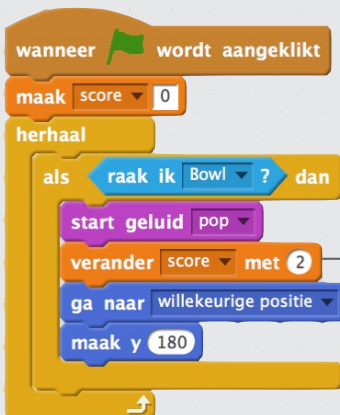 wanneer wordt aangeklikt
maak score 0
herhaal
als raak ik Bowl ? dan
start geluid pop
verander score met 2
ga naar willekeurige positie
maak y 180